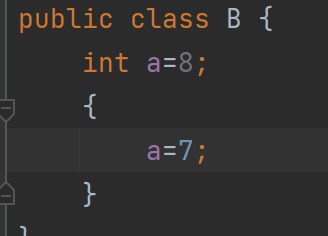 public class B {
int a=8;
{
a=7;
}
}